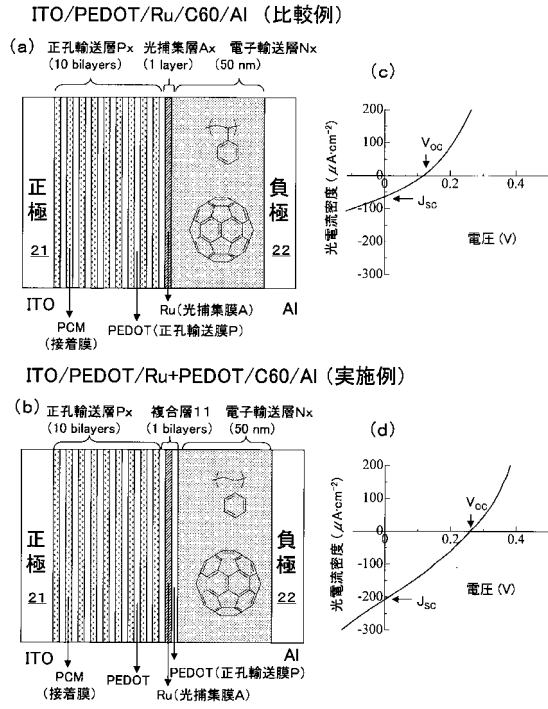 ITO/PEDOT/Ru/C60/Al (比較例)
(a) 正孔輸送層Px 光捕集層Ax 電子輸送層Nx
(10 bilayers) (1 layer) (50 nm)
正極
21
負極
22
ITO
Al
Ru(光捕集膜A)
PCM
(接着膜)
PEDOT(正孔輸送膜P)
(c)
光電流密度 (μA·cm⁻²)
200
100
0
-100
-200
-300
0
0.2
0.4
Voc
Jsc
電圧 (V)
ITO/PEDOT/Ru+PEDOT/C60/Al (実施例)
(b) 正孔輸送層Px 複合層11 電子輸送層Nx
(10 bilayers) (1 bilayers) (50 nm)
正極
21
負極
22
ITO
Al
PEDOT(正孔輸送膜P)
PCM
(接着膜)
PEDOT
Ru(光捕集膜A)
(d)
光電流密度 (μA·cm⁻²)
200
100
0
-100
-200
-300
0
0.2
0.4
Voc
Jsc
電圧 (V)